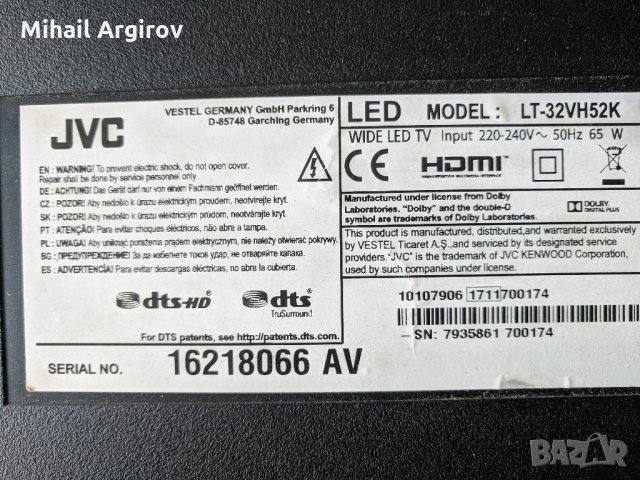 Mihail Argirov
JVC
VESTEL GERMANY GmbH Parkring 6
D-85748 Garching Germany
EN : WARNING! To prevent electric shock, do not open cover.
Repair shall be done by service personnel only
DE : ACHTUNG! Das Gerät darf nur von einem Fachmann geöffnet werden.
CZ : POZOR! Aby nedošlo k úrazu elektrickým proudem, neotvírejte kryt.
SK : POZOR! Aby nedošlo k úrazu elektrickým prúdom, neotvárajte kryt.
PT : ATENÇÃO! Para evitar choques eléctricos, não abra a tampa.
PL : UWAGA! Aby uniknąć porażenia prądem elektrycznym, nie należy otwierać pokrywy.
BG : ПРЕДУПРЕЖДЕНИЕ! За да избегнете токов удар, не отваряйте капака.
ES : ADVERTENCIA! Para evitar descargas eléctricas, no abra la cubierta.
dts-HD dts
TruSurround
For DTS patents, see http://patents.dts.com.
SERIAL NO. 16218066 AV
LED MODEL : LT-32VH52K
WIDE LED TV Input 220-240V~ 50Hz 65 W
CE HDMI
HIGH-DEFINITION MULTIMEDIA INTERFACE
Manufactured under license from Dolby
Laboratories. "Dolby" and the double-D
symbol are trademarks of Dolby Laboratories.
DOLBY
DIGITAL PLUS
This product is manufactured, distributed,and warranted exclusively
by VESTEL Ticaret A.Ş.,and serviced by its designated service
providers."JVC" is the trademark of JVC KENWOOD Corporation,
used by such companies under license.
10107906 1711 700174
SN: 7935861 700174
BAZAR